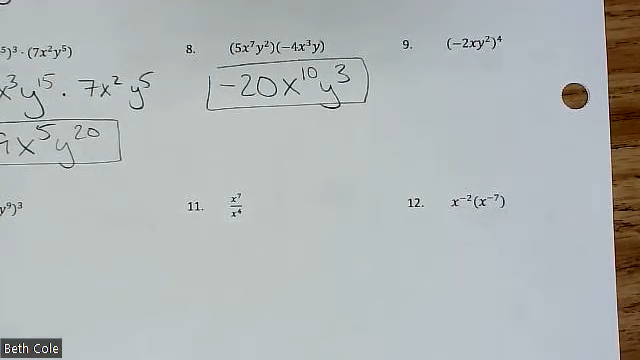 ⁵)³ · (7x²y⁵)
8. (5x⁷y²)(−4x³y)
9. (−2xy²)⁴
x³y¹⁵ · 7x²y⁵
−20x¹⁰y³
x⁵y²⁰
y⁹)³
11. x⁷/x⁴
12. x⁻²(x⁻⁷)
Beth Cole